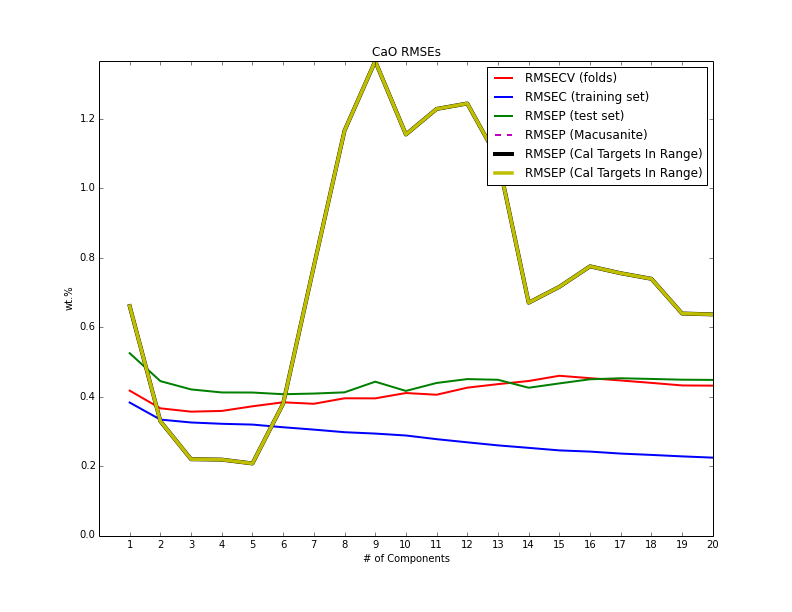 CaO RMSEs
RMSECV (folds)
RMSEC (training set)
RMSEP (test set)
RMSEP (Macusanite)
RMSEP (Cal Targets In Range)
RMSEP (Cal Targets In Range)
wt.%
1.2
1.0
0.8
0.6
0.4
0.2
0.0
1 2 3 4 5 6 7 8 9 10 11 12 13 14 15 16 17 18 19 20
# of Components